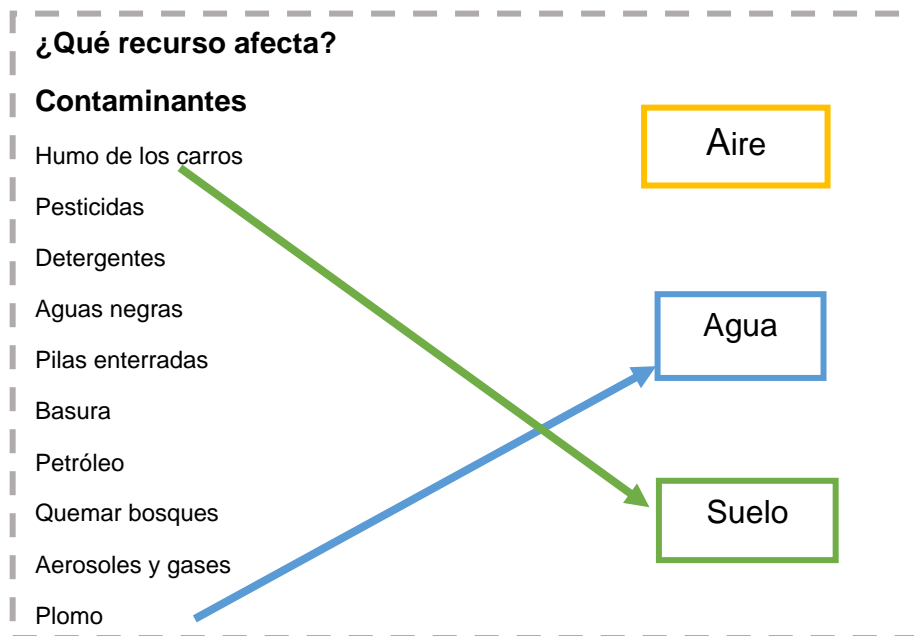 ¿Qué recurso afecta?
Contaminantes
Humo de los carros
Pesticidas
Detergentes
Aguas negras
Pilas enterradas
Basura
Petróleo
Quemar bosques
Aerosoles y gases
Plomo
Aire
Agua
Suelo